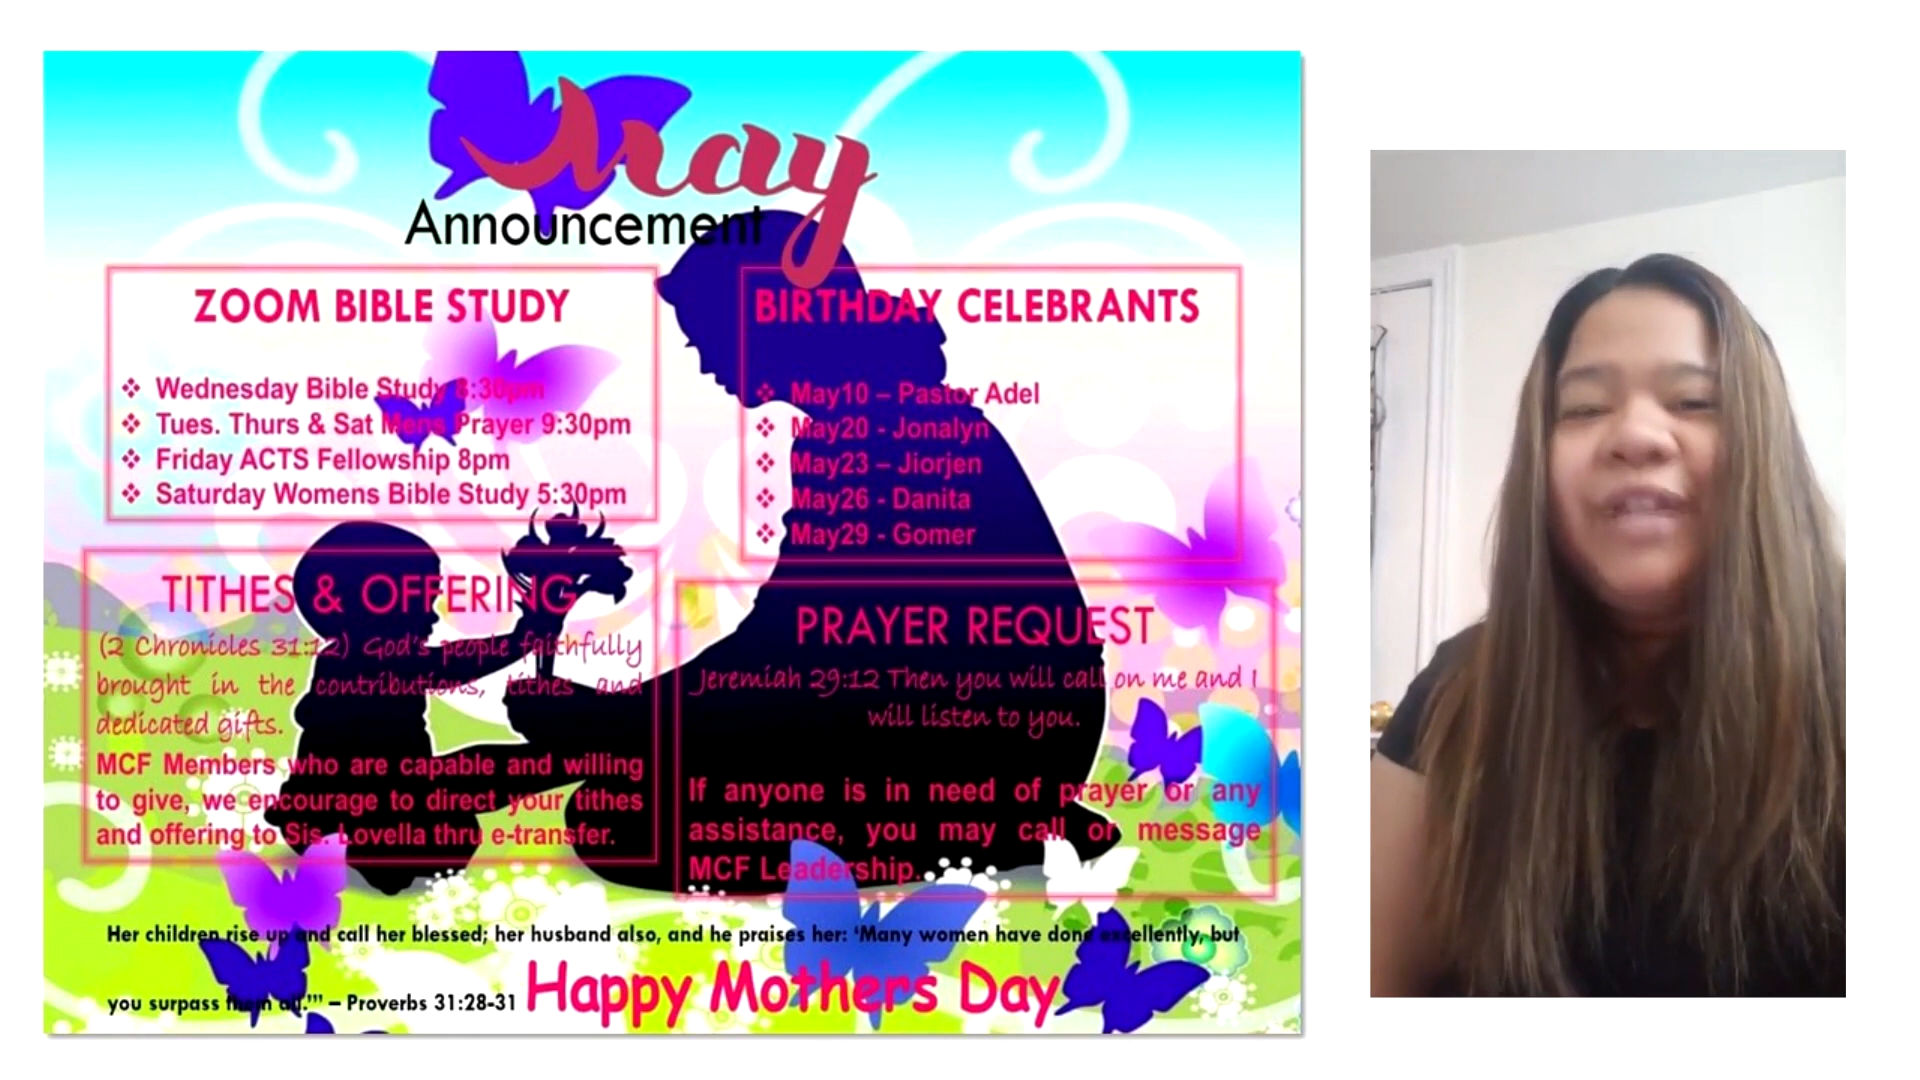 May
Announcement
ZOOM BIBLE STUDY
❖ Wednesday Bible Study 8:30pm
❖ Tues. Thurs & Sat Mens Prayer 9:30pm
❖ Friday ACTS Fellowship 8pm
❖ Saturday Womens Bible Study 5:30pm
BIRTHDAY CELEBRANTS
❖ May10 – Pastor Adel
❖ May20 - Jonalyn
❖ May23 – Jiorjen
❖ May26 - Danita
❖ May29 - Gomer
TITHES & OFFERING
(2 Chronicles 31:12) God's people faithfully
brought in the contributions, tithes and
dedicated gifts.
MCF Members who are capable and willing
to give, we encourage to direct your tithes
and offering to Sis. Lovella thru e-transfer.
PRAYER REQUEST
Jeremiah 29:12 Then you will call on me and I
will listen to you.
If anyone is in need of prayer or any
assistance, you may call or message
MCF Leadership.
Her children rise up and call her blessed; her husband also, and he praises her: ‘Many women have done excellently, but
you surpass them all.’” – Proverbs 31:28-31
Happy Mothers Day